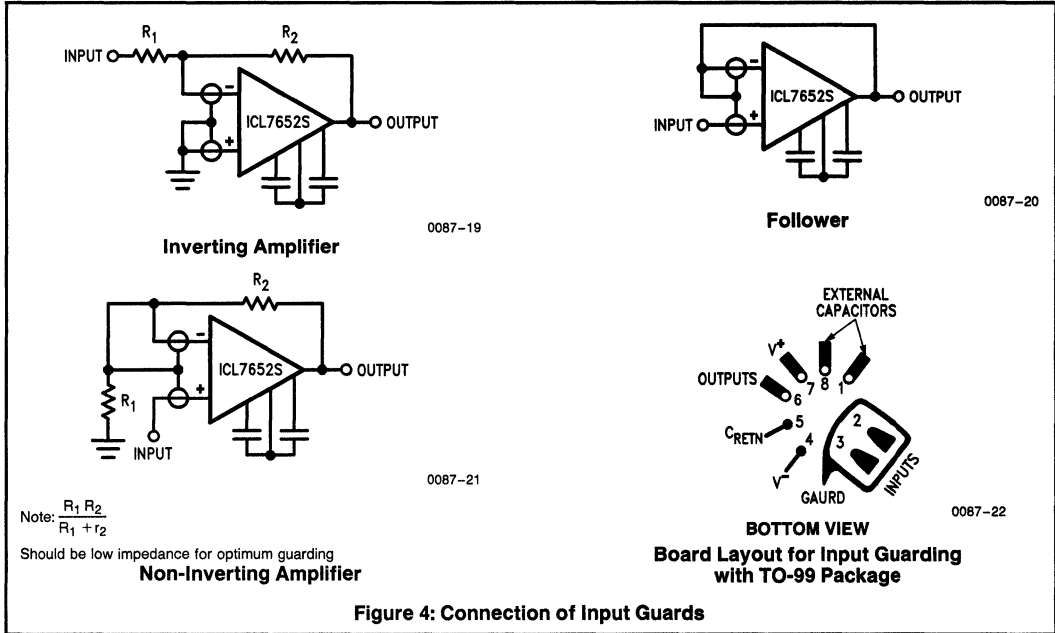 R1
R2
INPUT
-
+
ICL7652S
OUTPUT
0087–19
Inverting Amplifier
-
+
ICL7652S
INPUT
OUTPUT
0087–20
Follower
R2
-
+
ICL7652S
OUTPUT
R1
INPUT
0087–21
Note: R1 R2 / R1 + r2
Should be low impedance for optimum guarding
Non-Inverting Amplifier
EXTERNAL
CAPACITORS
V+
OUTPUTS
7
8
1
6
CRETN
5
4
V-
2
3
INPUTS
GAURD
0087–22
BOTTOM VIEW
Board Layout for Input Guarding
with TO-99 Package
Figure 4: Connection of Input Guards